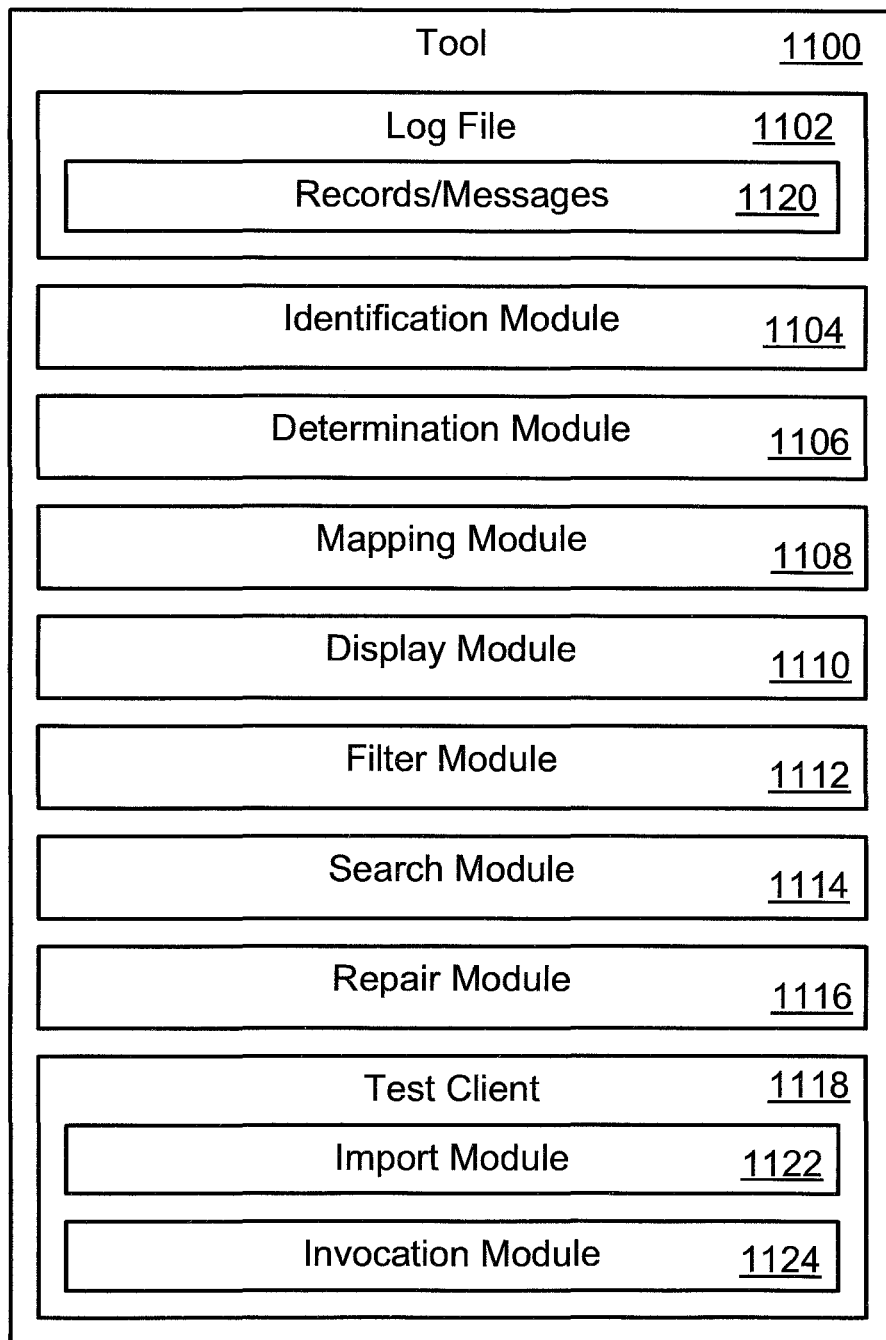 Tool 1100
Log File 1102
Records/Messages 1120
Identification Module 1104
Determination Module 1106
Mapping Module 1108
Display Module 1110
Filter Module 1112
Search Module 1114
Repair Module 1116
Test Client 1118
Import Module 1122
Invocation Module 1124